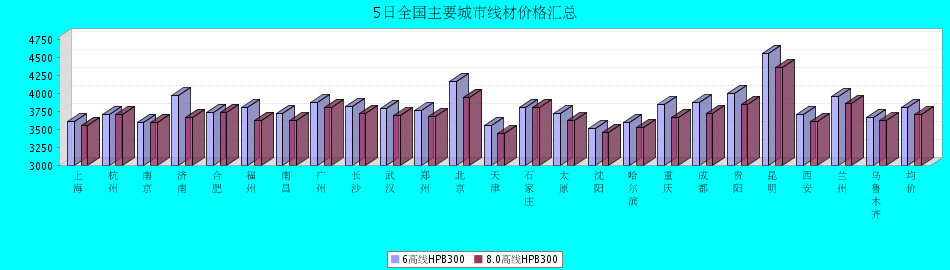 5日全国主要城市线材价格汇总
4750
4500
4250
4000
3750
3500
3250
3000
上海
杭州
南京
济南
合肥
福州
南昌
广州
长沙
武汉
郑州
北京
天津
石家庄
太原
沈阳
哈尔滨
重庆
成都
贵阳
昆明
西安
兰州
乌鲁木齐
均价
6高线HPB300
8.0高线HPB300